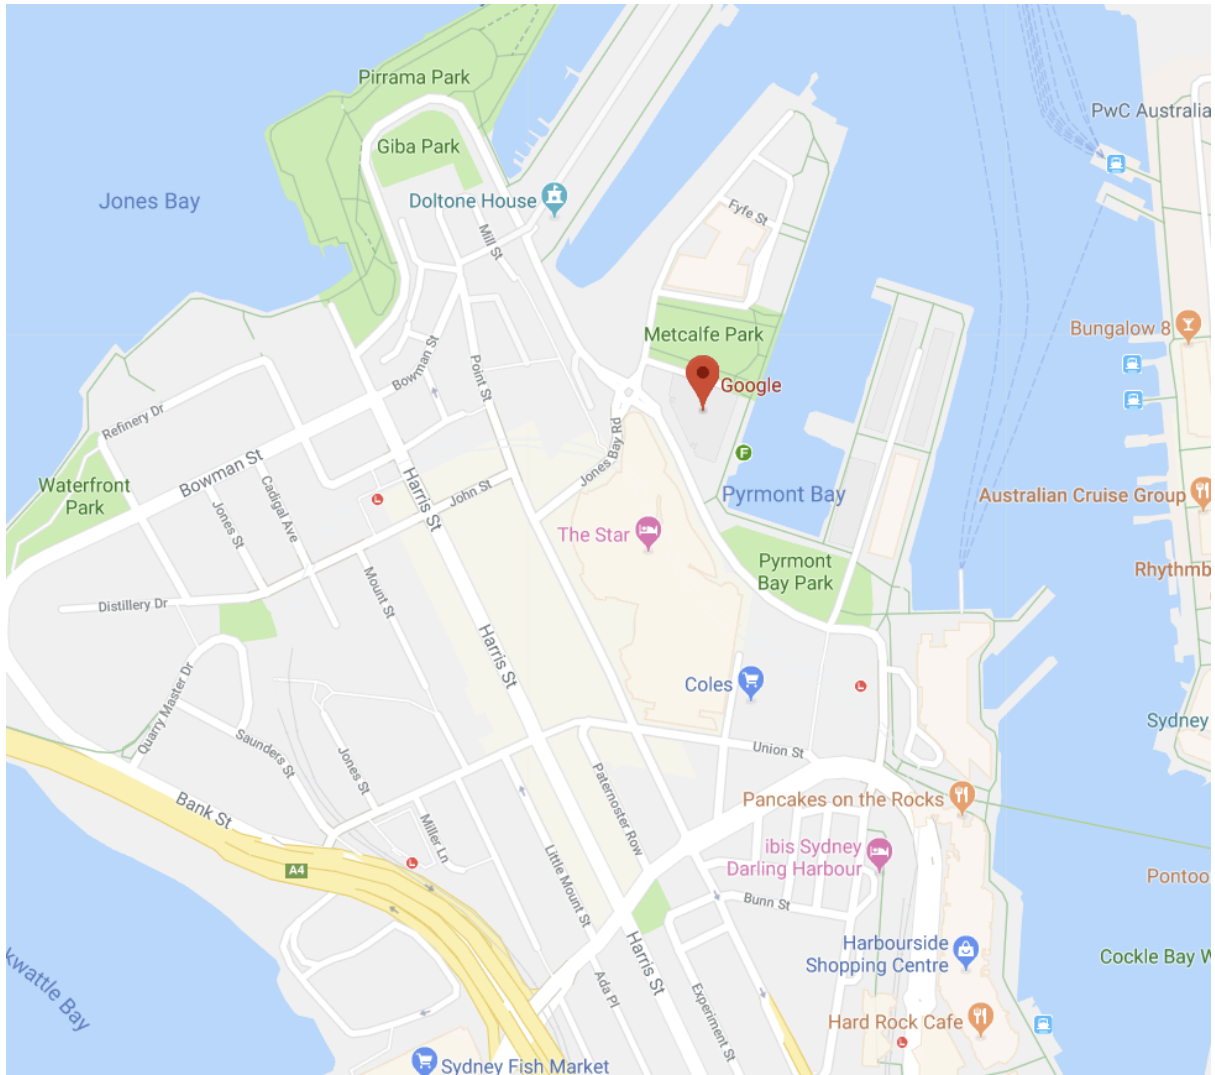 Pirrama Park
PwC Australia
Giba Park
Jones Bay
Doltone House
Fyfe St
Mill St
Metcalfe Park
Bungalow 8
Bowman St
Point St
Google
Refinery Dr
Jones Bay Rd
Bowman St
Waterfront
Park
Harris St
John St
F
Pyrmont Bay
Australian Cruise Group
Jones St
Cadigal Ave
The Star
Pyrmont
Bay Park
Rhythmb
Distillery Dr
Mount St
Harris St
Coles
L
Quarry Master Dr
Sydney
Saunders St
Jones St
Union St
Bank St
Paternoster Row
Pancakes on the Rocks
Miller Ln
ibis Sydney
Darling Harbour
A4
L
Little Mount St
Pontoo
Bunn St
Harris St
Harbourside
Shopping Centre
Cockle Bay W
kwattle Bay
Ada Pl
Experiment St
Hard Rock Cafe
L
Sydney Fish Market
L